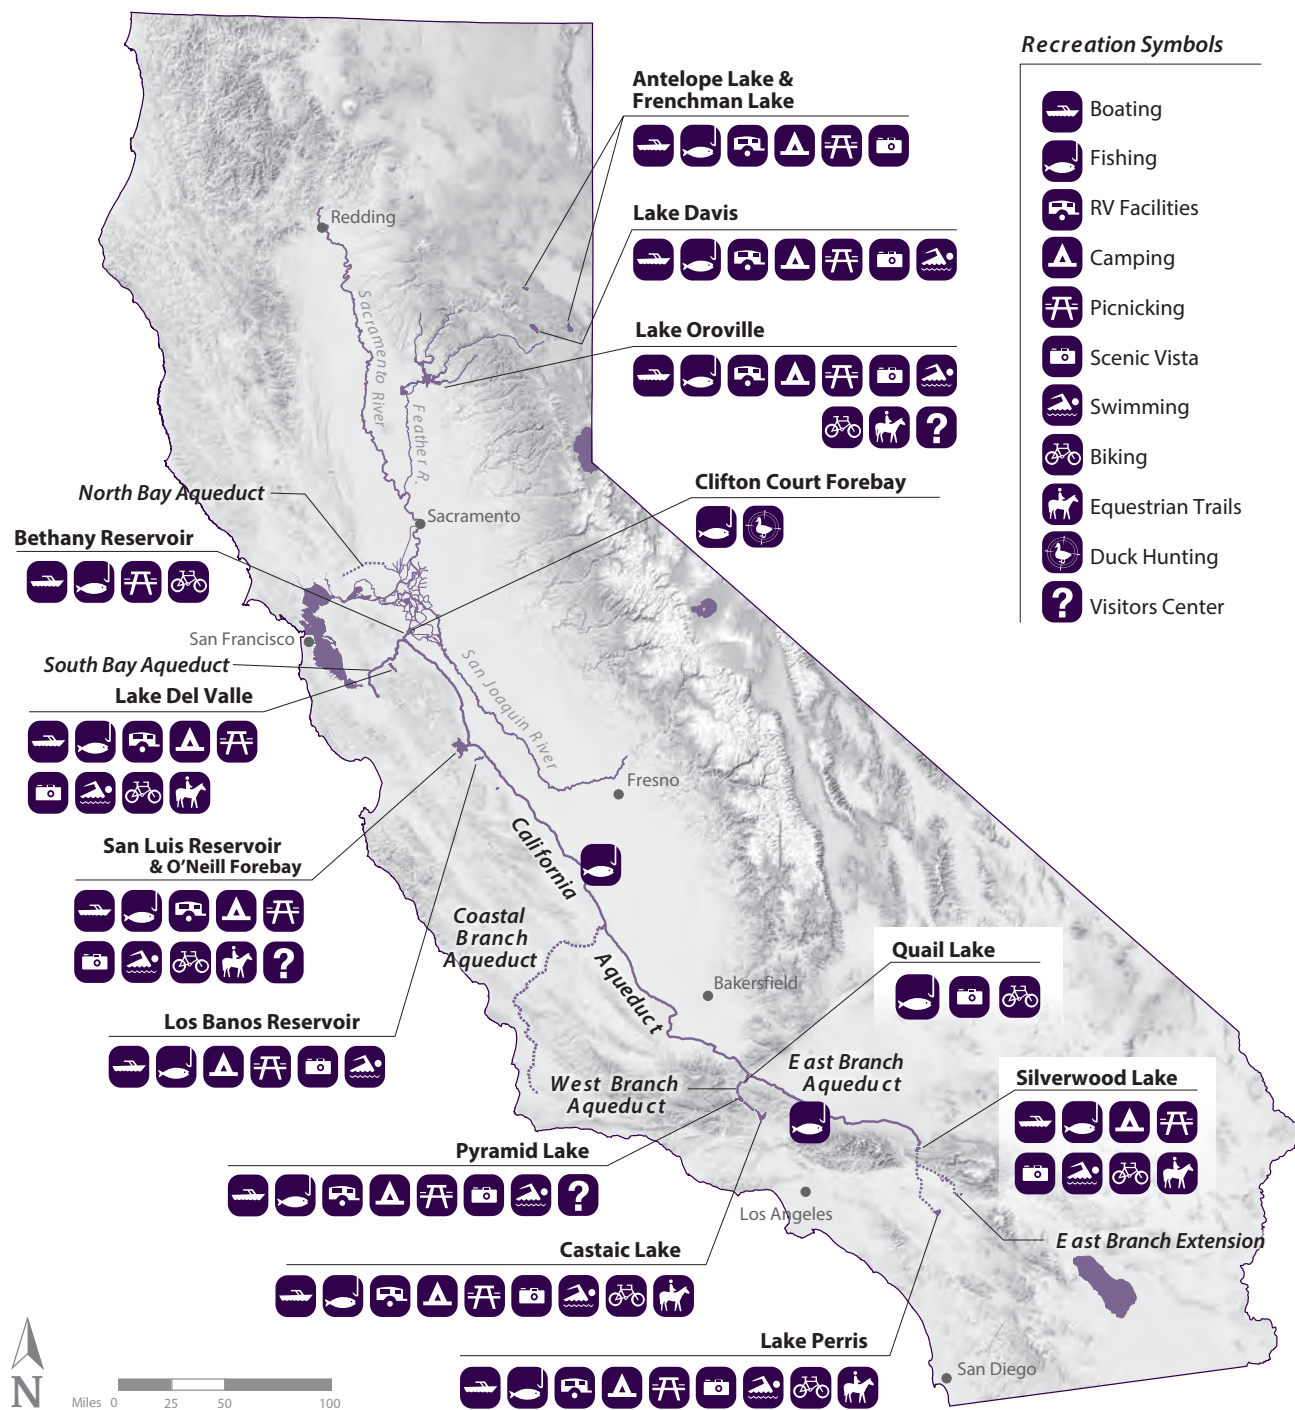 Recreation Symbols
Boating
Fishing
RV Facilities
Camping
Picnicking
Scenic Vista
Swimming
Biking
Equestrian Trails
Duck Hunting
?
Visitors Center
Antelope Lake &
Frenchman Lake
Lake Davis
Lake Oroville
?
Redding
Sacramento River
Feather R.
North Bay Aqueduct
Sacramento
Clifton Court Forebay
Bethany Reservoir
San Francisco
South Bay Aqueduct
Lake Del Valle
San Joaquin River
Fresno
San Luis Reservoir
& O'Neill Forebay
?
California
Aqueduct
Coastal
Branch
Aqueduct
Los Banos Reservoir
Bakersfield
Quail Lake
West Branch
Aqueduct
East Branch
Aqueduct
Silverwood Lake
Pyramid Lake
?
Los Angeles
East Branch Extension
Castaic Lake
Lake Perris
San Diego
N
Miles 0 25 50 100